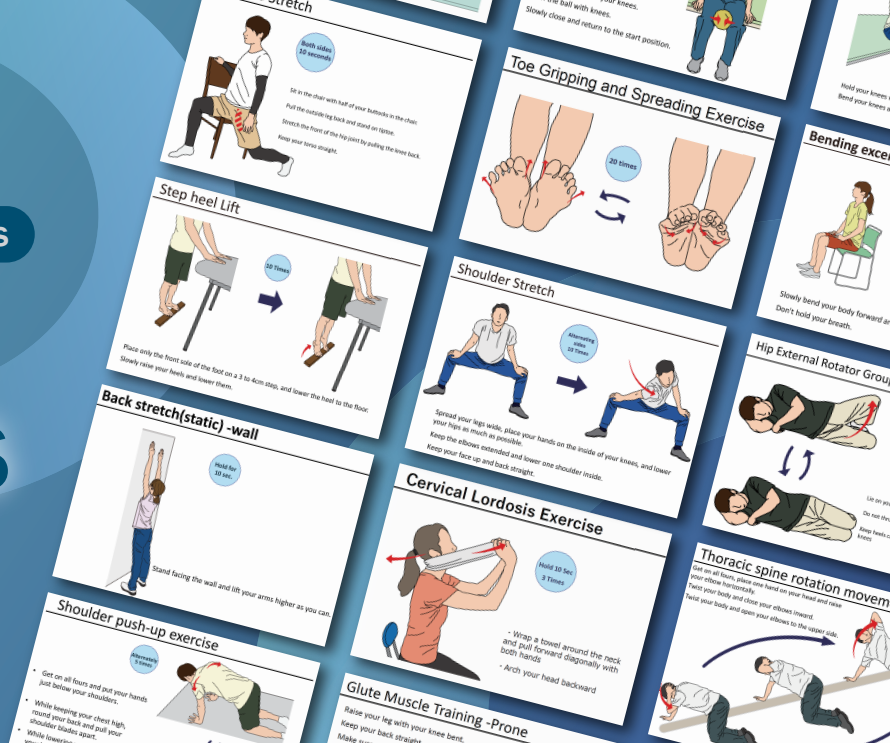 Stretch
Both sides
10 seconds
Sit in the chair with half of your buttocks in the chair.
Pull the outside leg back and stand on tiptoe.
Stretch the front of the hip joint by pulling the knee back.
Keep your torso straight.
Step heel Lift
10 Times
Place only the front sole of the foot on a 3 to 4cm step, and lower the heel to the floor.
Slowly raise your heels and lower them.
Back stretch(static) -wall
Hold for
10 sec.
Stand facing the wall and lift your arms higher as you can.
Shoulder push-up exercise
Alternately
5 times
• Get on all fours and put your hands
just below your shoulders.
• While keeping your chest high,
round your back and pull your
shoulder blades apart.
• While lowering
your knees.
the ball with knees.
Slowly close and return to the start position.
Toe Gripping and Spreading Exercise
20 times
Shoulder Stretch
Alternating
sides
10 Times
Spread your legs wide, place your hands on the inside of your knees, and lower
your hips as much as possible.
Keep the elbows extended and lower one shoulder inside.
Keep your face up and back straight.
Cervical Lordosis Exercise
Hold 10 Sec
3 Times
- Wrap a towel around the neck
and pull forward diagonally with
both hands
- Arch your head backward
Glute Muscle Training -Prone
Raise your leg with your knee bent.
Keep your back straight
Hold your knees
Bend your knees
Bending
Slowly bend your body forward
Don't hold your breath.
Hip External Rotator
Lie on
Do not
Keep heels
knees
Thoracic spine rotation
Get on all fours, place one hand on your head and raise
your elbow horizontally.
Twist your body and close your elbows inward.
Twist your body and open your elbows to the upper side.
s
S